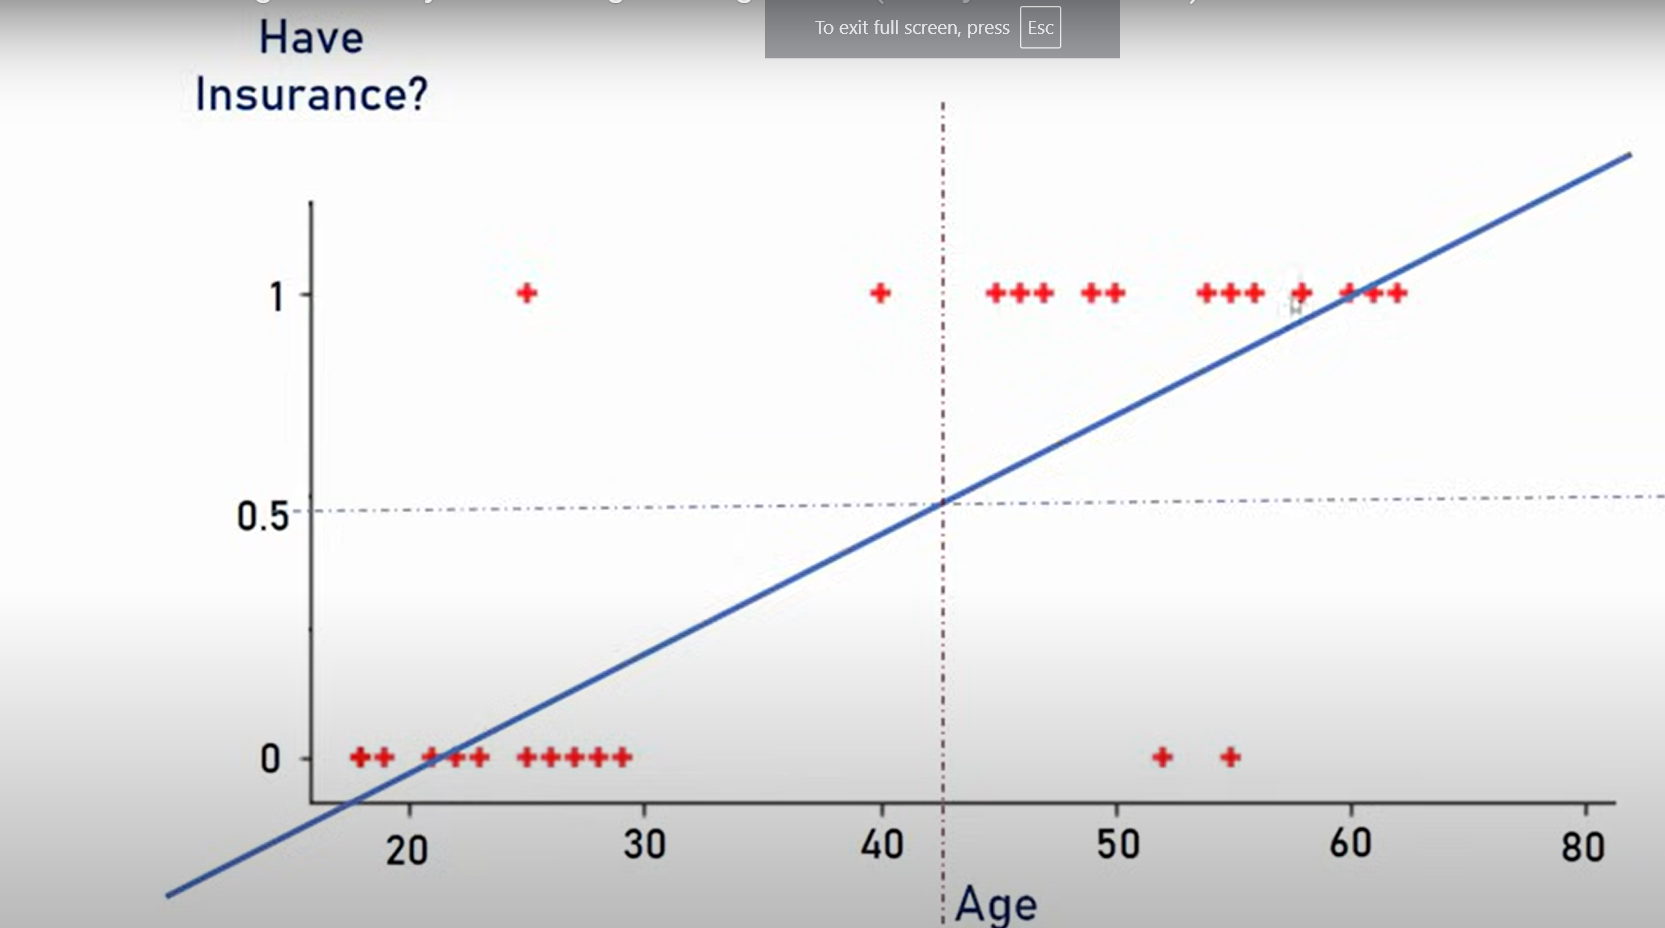 To exit full screen, press Esc
Have
Insurance?
1
0.5
0
20 30 40 50 60 80
Age